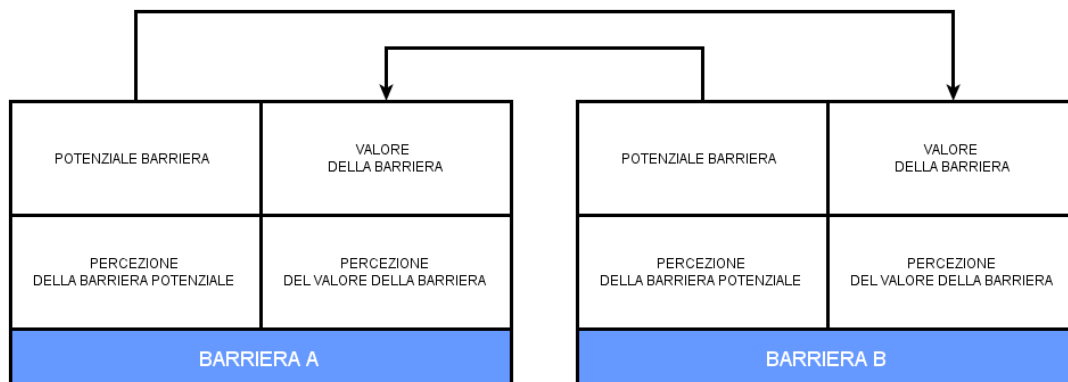 POTENZIALE BARRIERA
VALORE
DELLA BARRIERA
PERCEZIONE
DELLA BARRIERA POTENZIALE
PERCEZIONE
DEL VALORE DELLA BARRIERA
BARRIERA A
POTENZIALE BARRIERA
VALORE
DELLA BARRIERA
PERCEZIONE
DELLA BARRIERA POTENZIALE
PERCEZIONE
DEL VALORE DELLA BARRIERA
BARRIERA B